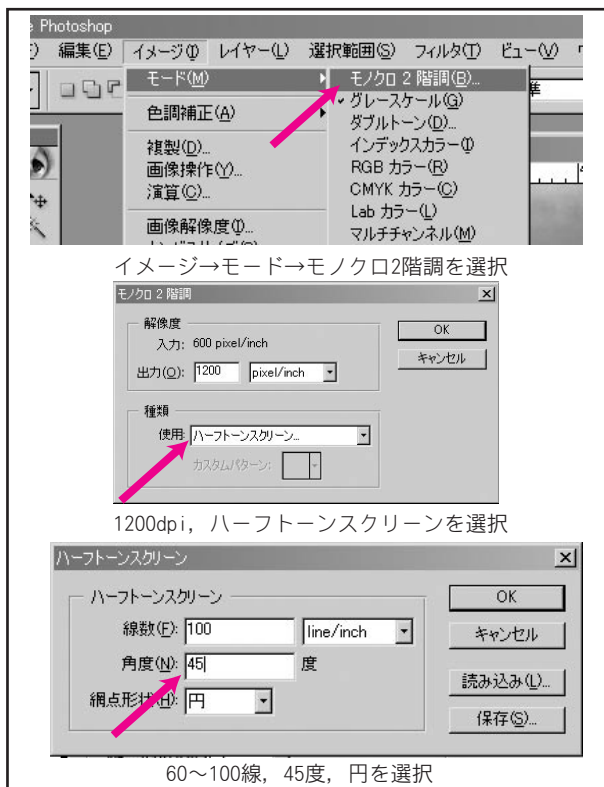 Photoshop
編集(E) イメージ(I) レイヤー(L) 選択範囲(S) フィルタ(T) ビュー(V)
モード(M)
モノクロ 2 階調(B)...
グレースケール(G)
色調補正(A)
ダブルトーン(D)...
複製(D)...
インデックスカラー(I)
画像操作(Y)...
RGB カラー(R)
演算(C)...
CMYK カラー(C)
Lab カラー(L)
画像解像度(I)...
マルチチャンネル(M)
イメージ→モード→モノクロ2階調を選択
モノクロ 2 階調
解像度
入力: 600 pixel/inch
出力(O): 1200 pixel/inch
OK
キャンセル
種類
使用: ハーフトーンスクリーン...
カスタムパターン:
1200dpi, ハーフトーンスクリーンを選択
ハーフトーンスクリーン
ハーフトーンスクリーン
線数(F): 100 line/inch
角度(N): 45 度
網点形状(H): 円
OK
キャンセル
読み込み(L)...
保存(S)...
60～100線, 45度, 円を選択